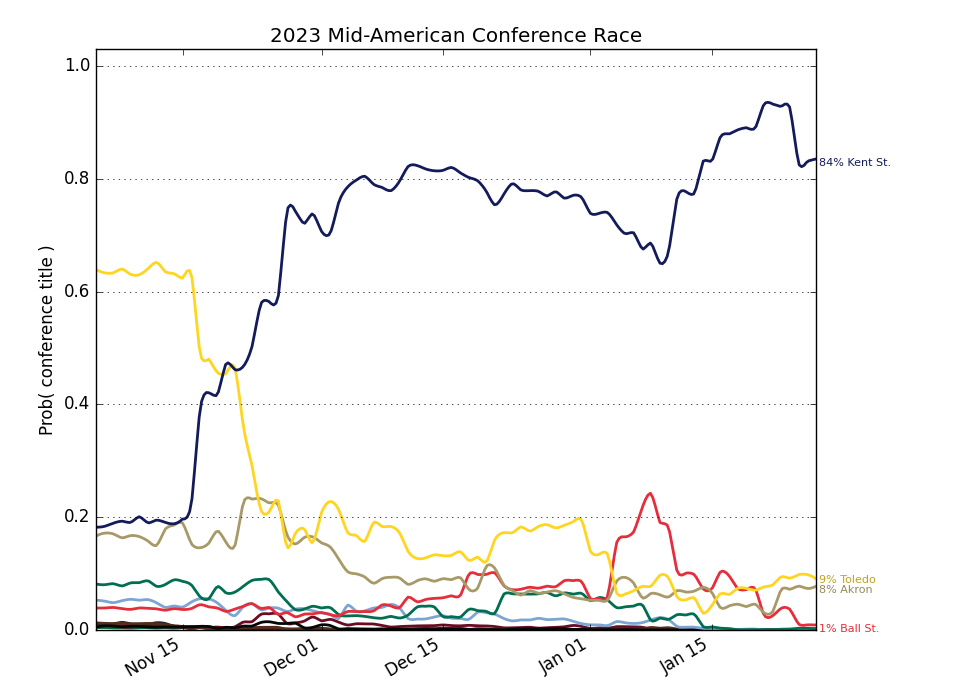 2023 Mid-American Conference Race
Prob( conference title )
1.0
0.8
0.6
0.4
0.2
0.0
Nov 15
Dec 01
Dec 15
Jan 01
Jan 15
84% Kent St.
9% Toledo
8% Akron
1% Ball St.